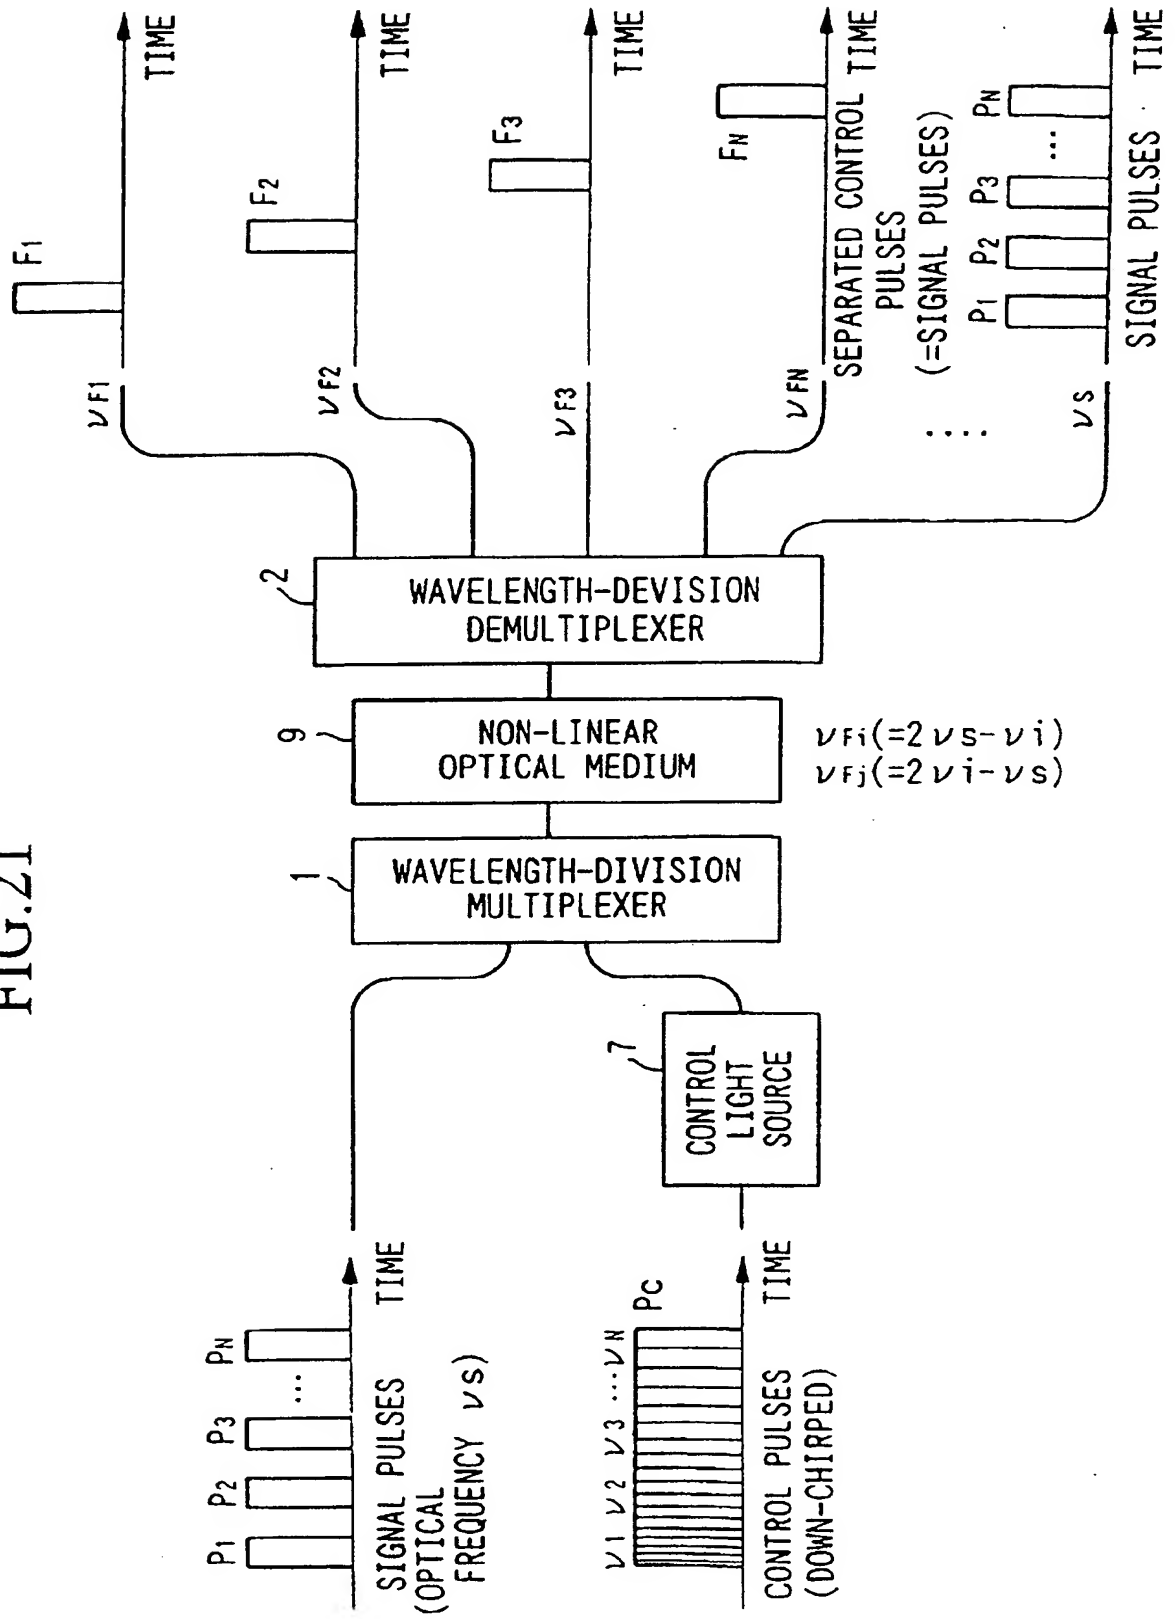 FIG.21
P1
P2
P3
...
PN
TIME
SIGNAL PULSES
(OPTICAL
FREQUENCY νs)
ν1
ν2
ν3
...
νN
PC
TIME
CONTROL PULSES
(DOWN-CHIRPED)
7
CONTROL
LIGHT
SOURCE
1
WAVELENGTH-DIVISION
MULTIPLEXER
9
NON-LINEAR
OPTICAL MEDIUM
νFi(=2νs-νi)
νFj(=2νi-νs)
2
WAVELENGTH-DEVISION
DEMULTIPLEXER
νF1
F1
TIME
νF2
F2
TIME
νF3
F3
TIME
νFN
FN
TIME
SEPARATED CONTROL
PULSES
(=SIGNAL PULSES)
....
νS
P1
P2
P3
...
PN
TIME
SIGNAL PULSES